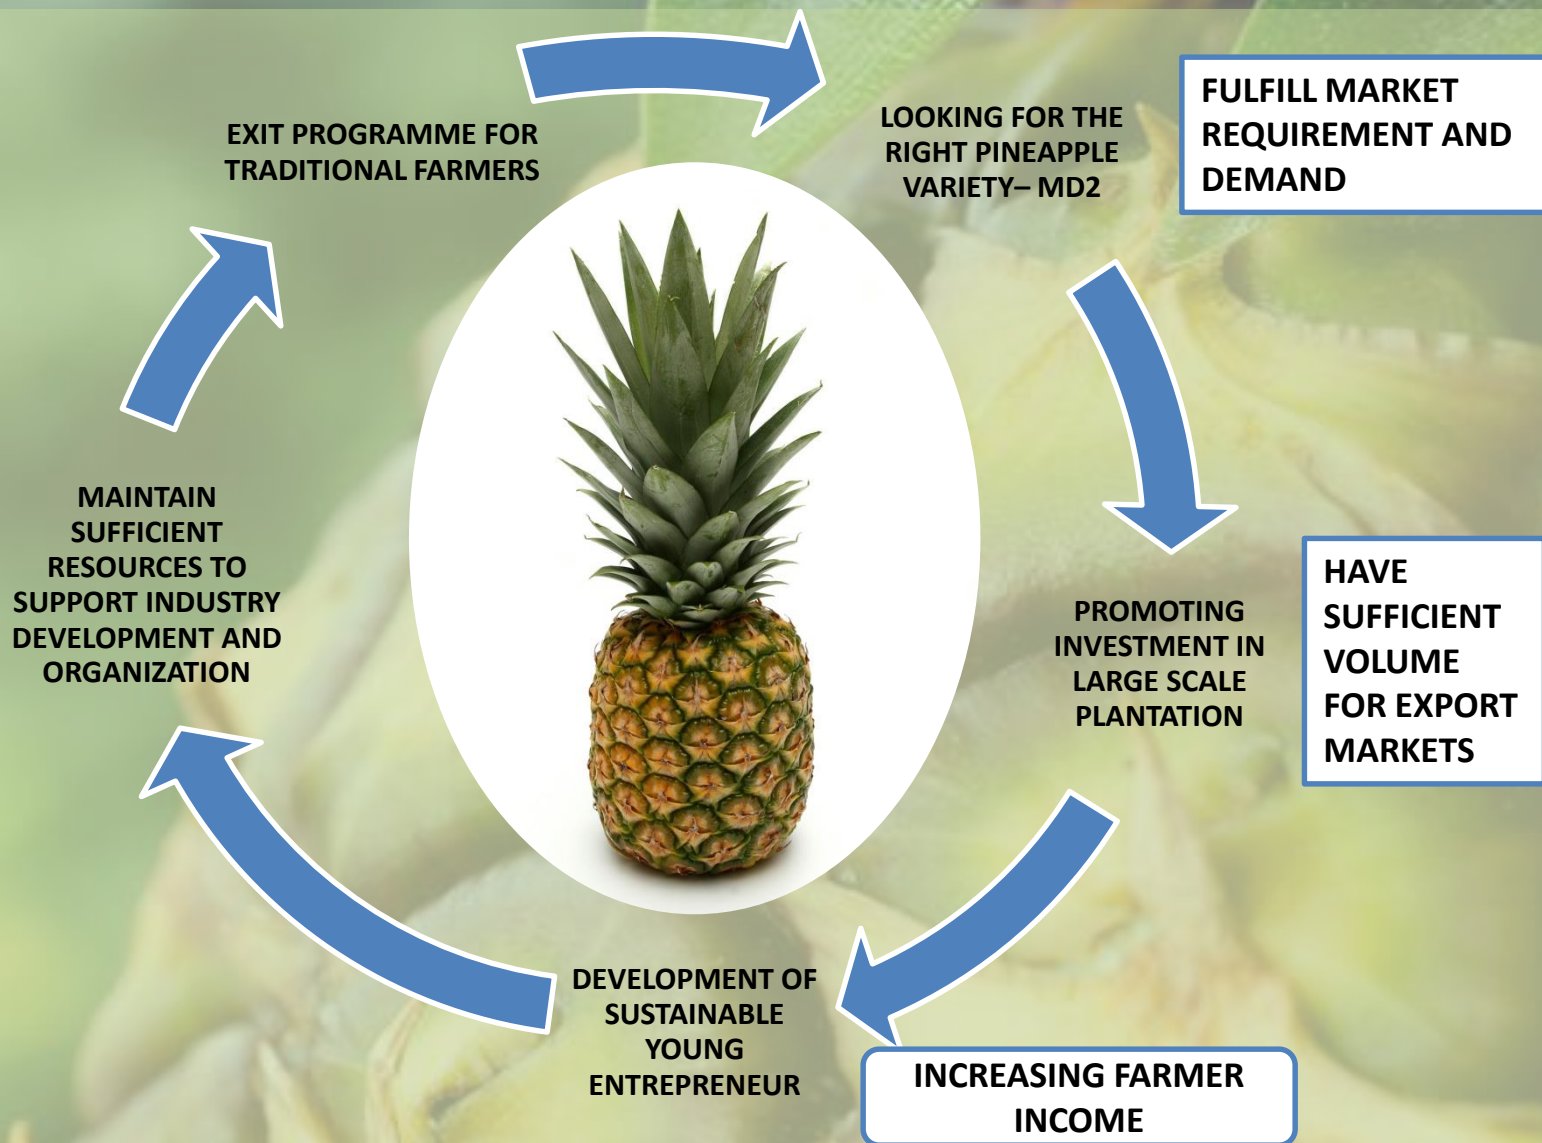 EXIT PROGRAMME FOR
TRADITIONAL FARMERS
LOOKING FOR THE
RIGHT PINEAPPLE
VARIETY– MD2
FULFILL MARKET
REQUIREMENT AND
DEMAND
MAINTAIN
SUFFICIENT
RESOURCES TO
SUPPORT INDUSTRY
DEVELOPMENT AND
ORGANIZATION
PROMOTING
INVESTMENT IN
LARGE SCALE
PLANTATION
HAVE
SUFFICIENT
VOLUME
FOR EXPORT
MARKETS
DEVELOPMENT OF
SUSTAINABLE
YOUNG
ENTREPRENEUR
INCREASING FARMER
INCOME